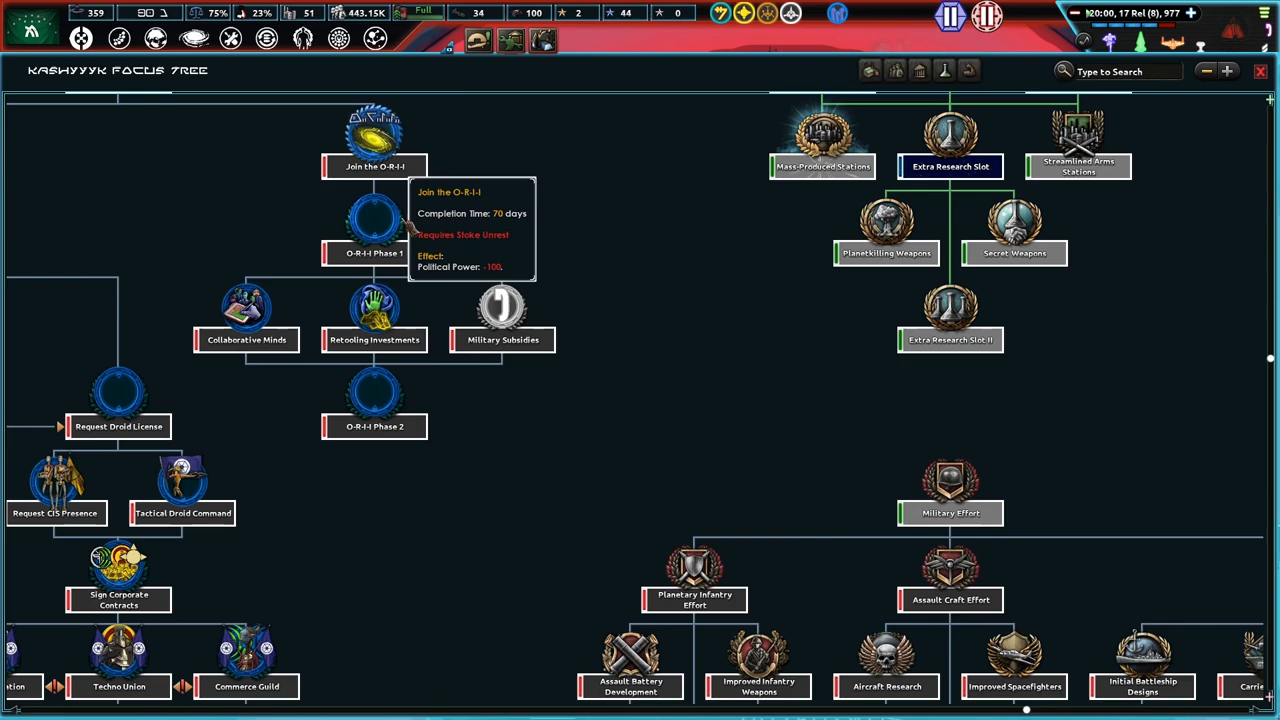 359
75%
23%
51
443.15K
Full
34
100
2
44
0
20:00, 17 Rel (8), 977
KASHYYYK FOCUS TREE
Type to Search
Join the O-R-I-I
Mass-Produced Stations
Extra Research Slot
Streamlined Arms
Stations
Join the O-R-I-I
Completion Time: 70 days
Requires Stoke Unrest
Effect:
Political Power: -100.
O-R-I-I Phase 1
Planetkilling Weapons
Secret Weapons
Collaborative Minds
Retooling Investments
Military Subsidies
Extra Research Slot II
Request Droid License
O-R-I-I Phase 2
Request CIS Presence
Tactical Droid Command
Military Effort
Sign Corporate
Contracts
Planetary Infantry
Effort
Assault Craft Effort
ation
Techno Union
Commerce Guild
Assault Battery
Development
Improved Infantry
Weapons
Aircraft Research
Improved Spacefighters
Initial Battleship
Designs
Carrie